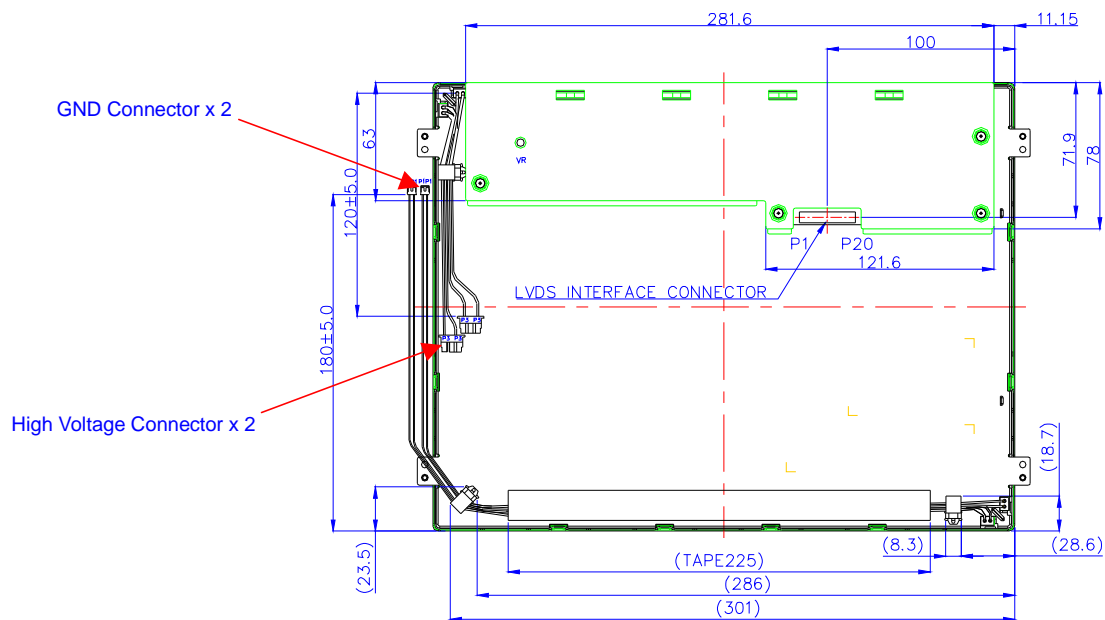 281.6
11.15
100
GND Connector x 2
63
120±5.0
VR
71.9
78
P1 P20
121.6
LVDS INTERFACE CONNECTOR
180±5.0
High Voltage Connector x 2
(18.7)
(23.5)
(8.3)
(28.6)
(TAPE225)
(286)
(301)